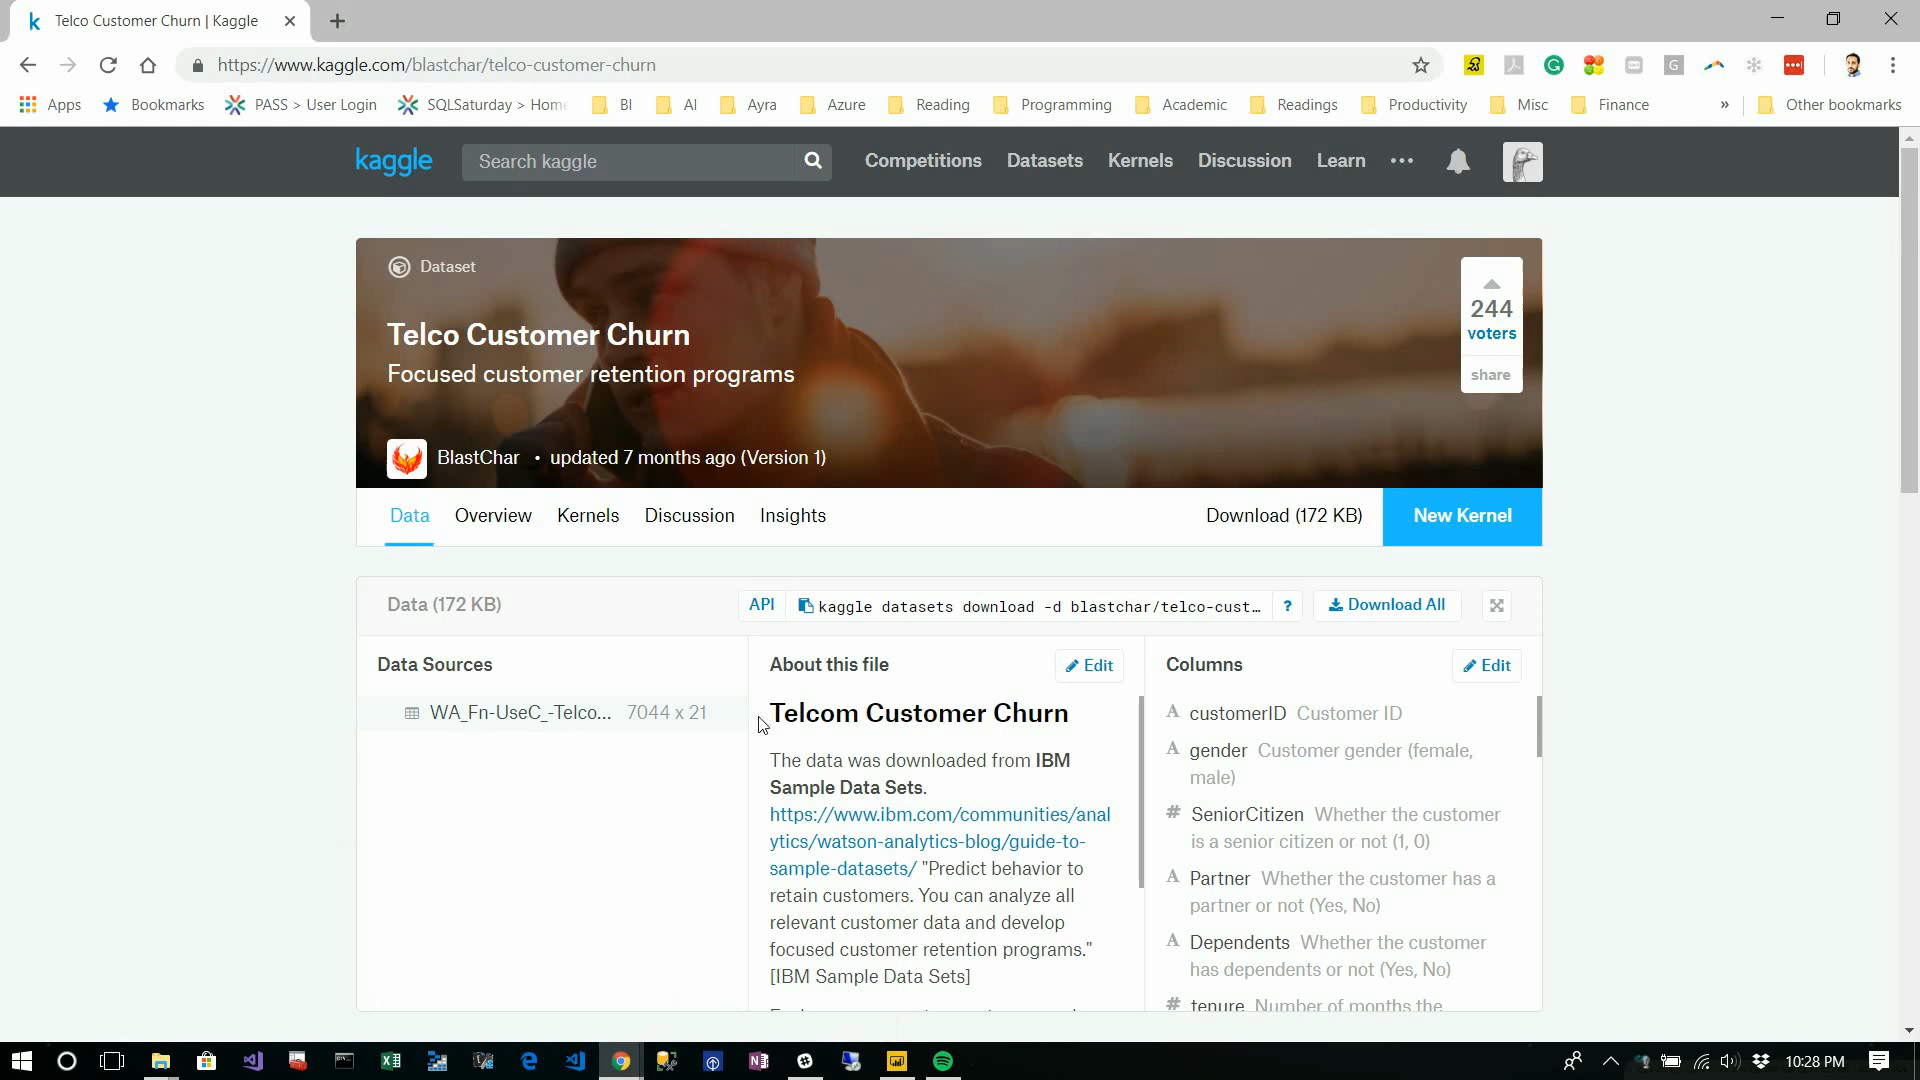 Telco Customer Churn | Kaggle
https://www.kaggle.com/blastchar/telco-customer-churn
Apps Bookmarks PASS > User Login SQLSaturday > Home BI AI Ayra Azure Reading Programming Academic Readings Productivity Misc Finance » Other bookmarks
kaggle Search kaggle Competitions Datasets Kernels Discussion Learn
Dataset
244
voters
share
Telco Customer Churn
Focused customer retention programs
BlastChar • updated 7 months ago (Version 1)
Data Overview Kernels Discussion Insights Download (172 KB) New Kernel
Data (172 KB) API kaggle datasets download -d blastchar/telco-cust... ? Download All
Data Sources
WA_Fn-UseC_-Telco... 7044 x 21
About this file Edit
Telcom Customer Churn
The data was downloaded from IBM
Sample Data Sets.
https://www.ibm.com/communities/anal
ytics/watson-analytics-blog/guide-to-
sample-datasets/ "Predict behavior to
retain customers. You can analyze all
relevant customer data and develop
focused customer retention programs."
[IBM Sample Data Sets]
Columns Edit
A customerID Customer ID
A gender Customer gender (female,
male)
# SeniorCitizen Whether the customer
is a senior citizen or not (1, 0)
A Partner Whether the customer has a
partner or not (Yes, No)
A Dependents Whether the customer
has dependents or not (Yes, No)
# tenure Number of months the
10:28 PM